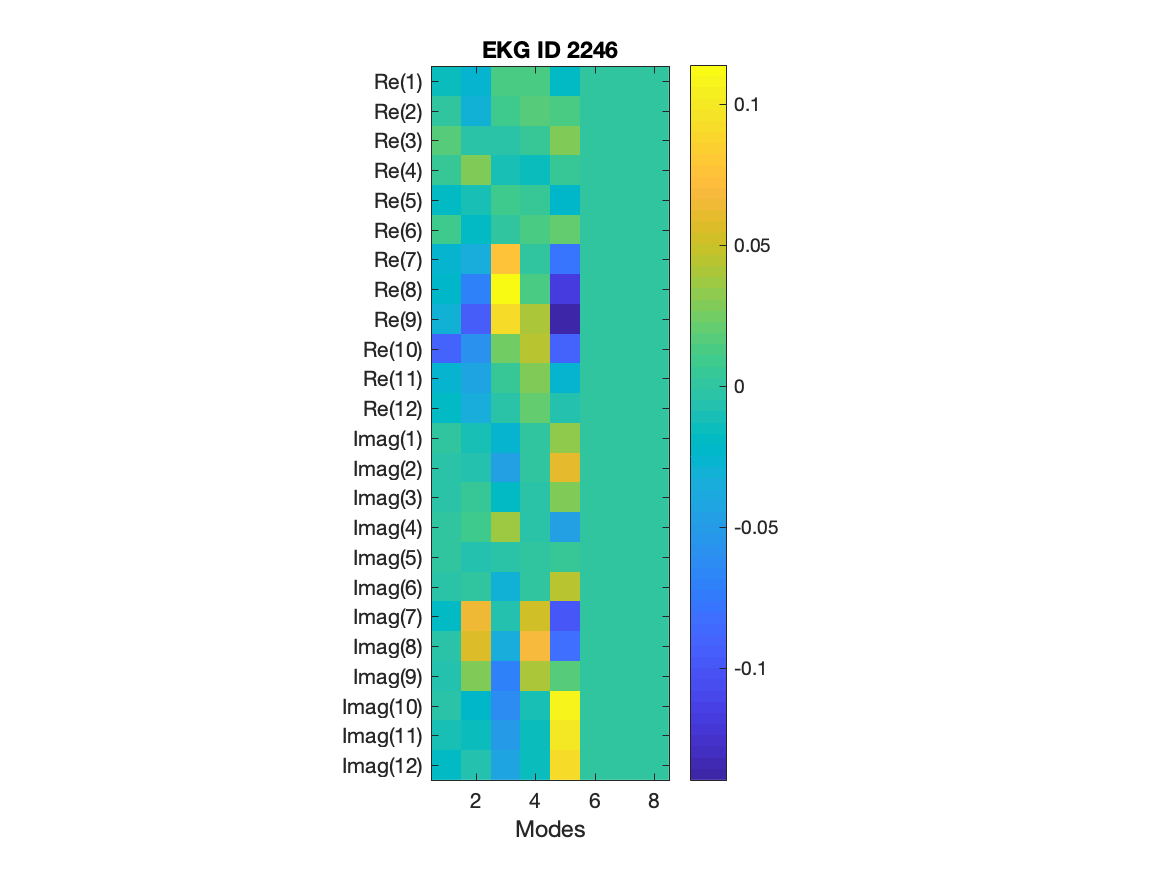 EKG ID 2246
Re(1)
Re(2)
Re(3)
Re(4)
Re(5)
Re(6)
Re(7)
Re(8)
Re(9)
Re(10)
Re(11)
Re(12)
Imag(1)
Imag(2)
Imag(3)
Imag(4)
Imag(5)
Imag(6)
Imag(7)
Imag(8)
Imag(9)
Imag(10)
Imag(11)
Imag(12)
2 4 6 8
Modes
0.1
0.05
0
-0.05
-0.1